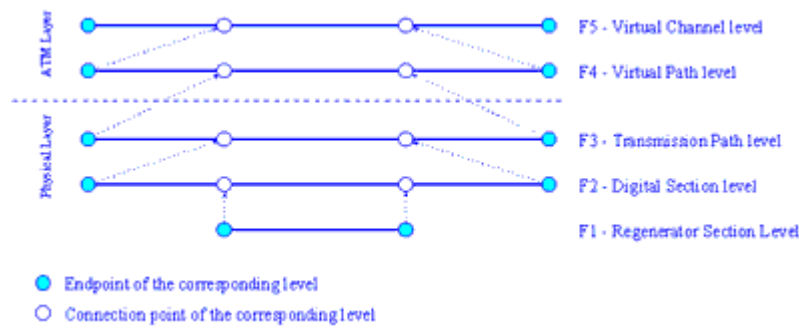 ATM Layer
F5 - Virtual Channel level
F4 - Virtual Path level
Physical Layer
F3 - Transmission Path level
F2 - Digital Section level
F1 - Regenerator Section Level
Endpoint of the corresponding level
Connection point of the corresponding level